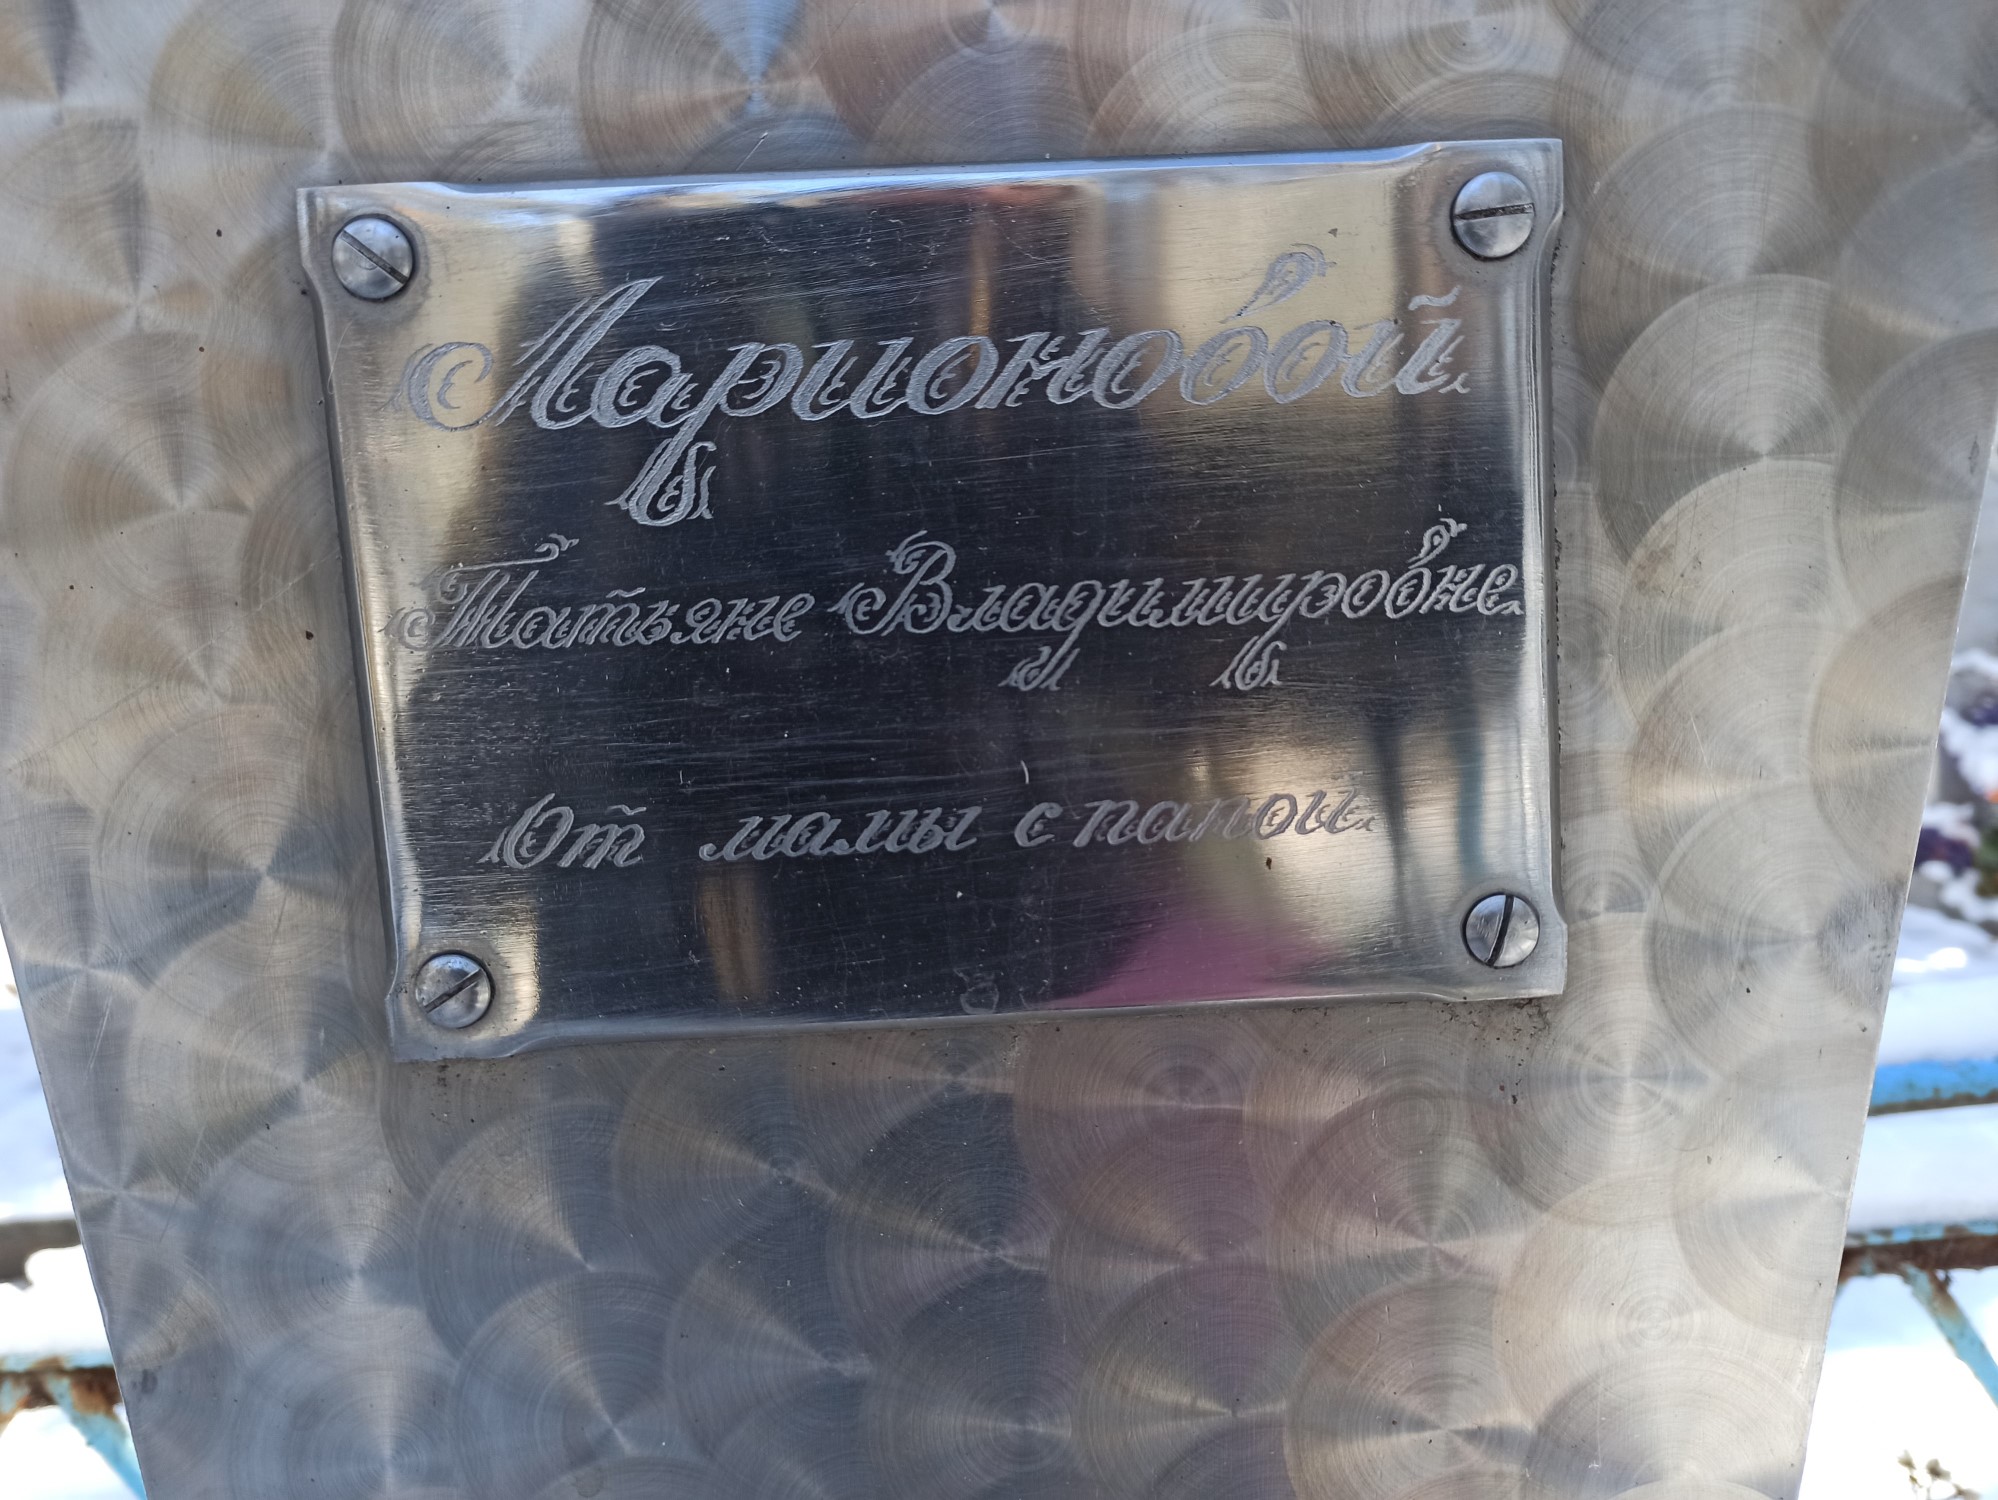 Ларионовой
Татьяне Владимировне
От мамы с папой.